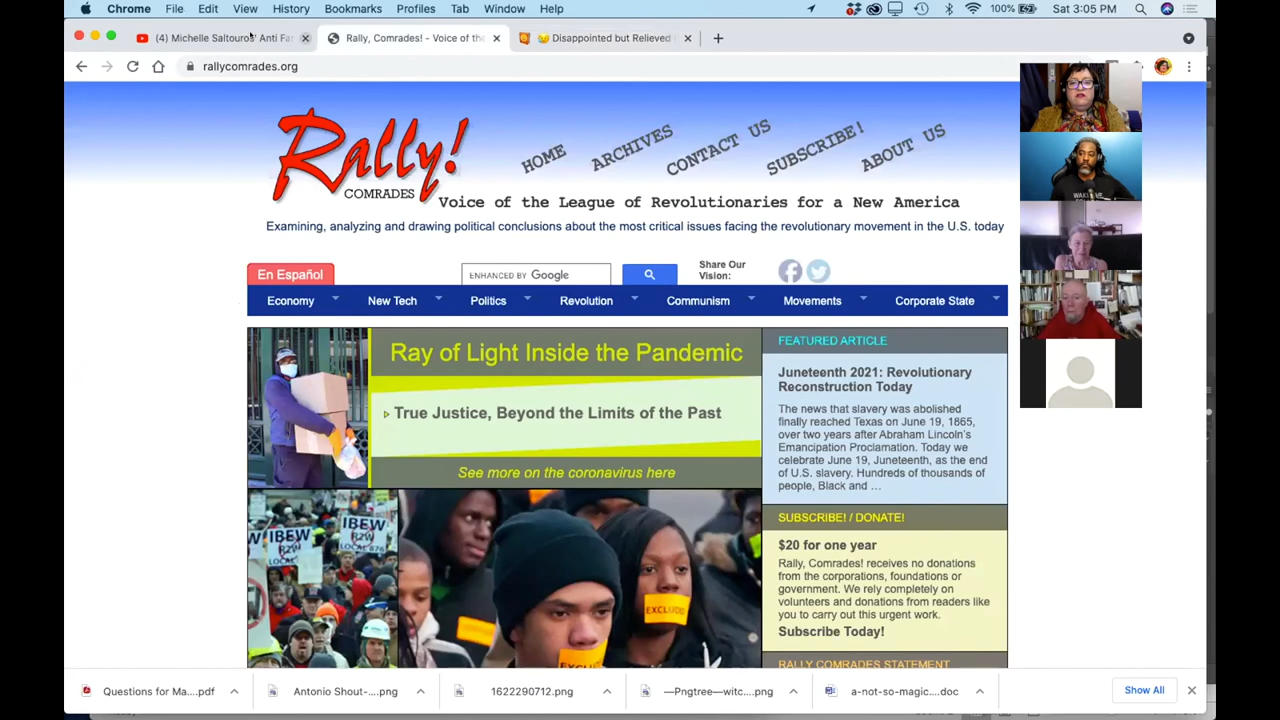 Chrome File Edit View History Bookmarks Profiles Tab Window Help 100% Sat 3:05 PM
(4) Michelle Saltouros' Anti Fa Rally, Comrades! - Voice of the Disappointed but Relieved
rallycomrades.org
Rally!
COMRADES
HOME ARCHIVES CONTACT US SUBSCRIBE! ABOUT US
Voice of the League of Revolutionaries for a New America
Examining, analyzing and drawing political conclusions about the most critical issues facing the revolutionary movement in the U.S. today
En Español
ENHANCED BY Google
Share Our
Vision:
Economy New Tech Politics Revolution Communism Movements Corporate State
Ray of Light Inside the Pandemic
True Justice, Beyond the Limits of the Past
See more on the coronavirus here
FEATURED ARTICLE
Juneteenth 2021: Revolutionary
Reconstruction Today
The news that slavery was abolished
finally reached Texas on June 19, 1865,
over two years after Abraham Lincoln's
Emancipation Proclamation. Today we
celebrate June 19, Juneteenth, as the end
of U.S. slavery. Hundreds of thousands of
people, Black and ...
SUBSCRIBE! / DONATE!
$20 for one year
Rally, Comrades! receives no donations
from the corporations, foundations or
government. We rely completely on
volunteers and donations from readers like
you to carry out this urgent work.
Subscribe Today!
RALLY COMRADES STATEMENT
IBEW
LOCAL
IBEW
EXCLUDED
Questions for Ma....pdf Antonio Shout-....png 1622290712.png —Pngtree—witc....png a-not-so-magic....doc Show All